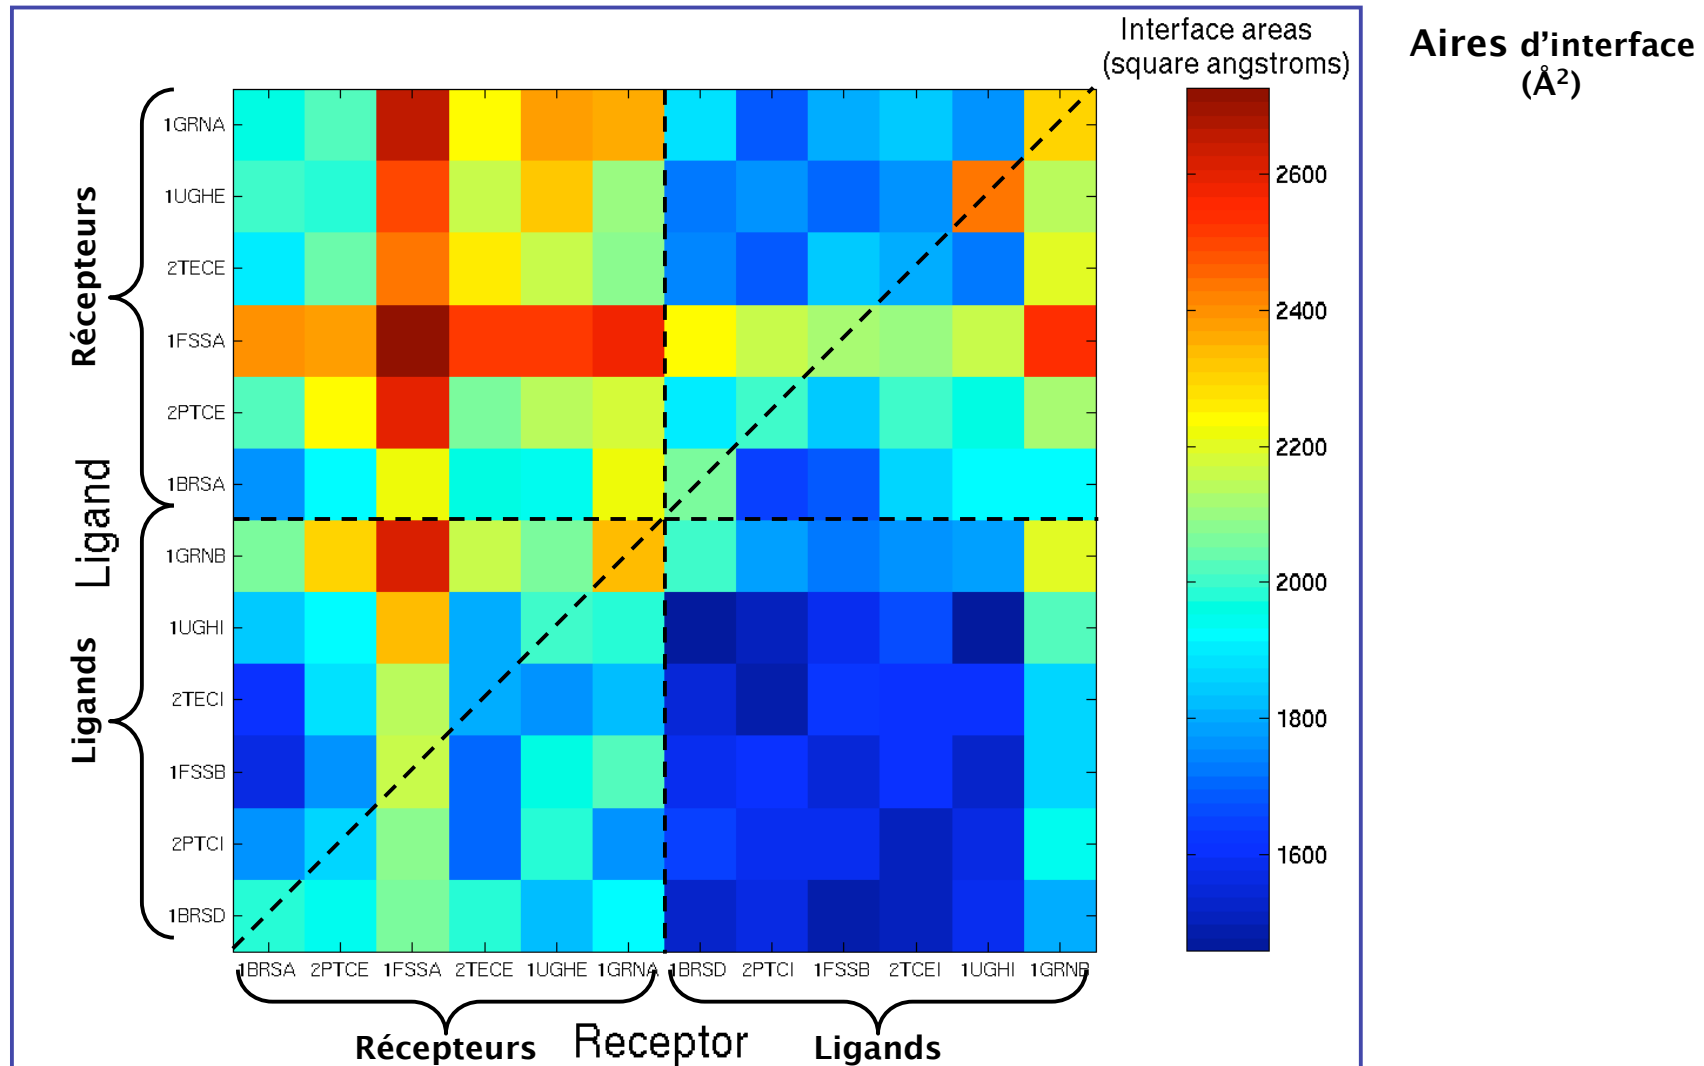 Interface areas
(square angstroms)
Aires d'interface
(Å²)
Récepteurs
Ligand
Ligands
1GRNA
1UGHE
2TECE
1FSSA
2PTCE
1BRSA
1GRNB
1UGHI
2TECI
1FSSB
2PTCI
1BRSD
2600
2400
2200
2000
1800
1600
1BRSA 2PTCE 1FSSA 2TECE 1UGHE 1GRNA 1BRSD 2PTCI 1FSSB 2TCEI 1UGHI 1GRNB
Récepteurs Receptor Ligands